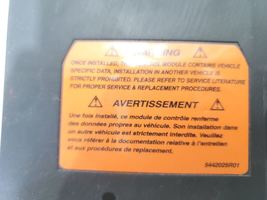 WARNING
ONCE INSTALLED, THIS CONTROL MODULE CONTAINS VEHICLE
SPECIFIC DATA, INSTALLATION IN ANOTHER VEHICLE IS
STRICTLY PROHIBITED. PLEASE REFER TO SERVICE LITERATURE
FOR PROPER SERVICE & REPLACEMENT PROCEDURES.
AVERTISSEMENT
Une fois installé, ce module de contrôle renferme
des données propres au véhicule. Son installation dans
un autre véhicule est strictement interdite. Veuillez
vous référer à la documentation relative à l'entretien
et aux procédures de replacement.
5442025R01